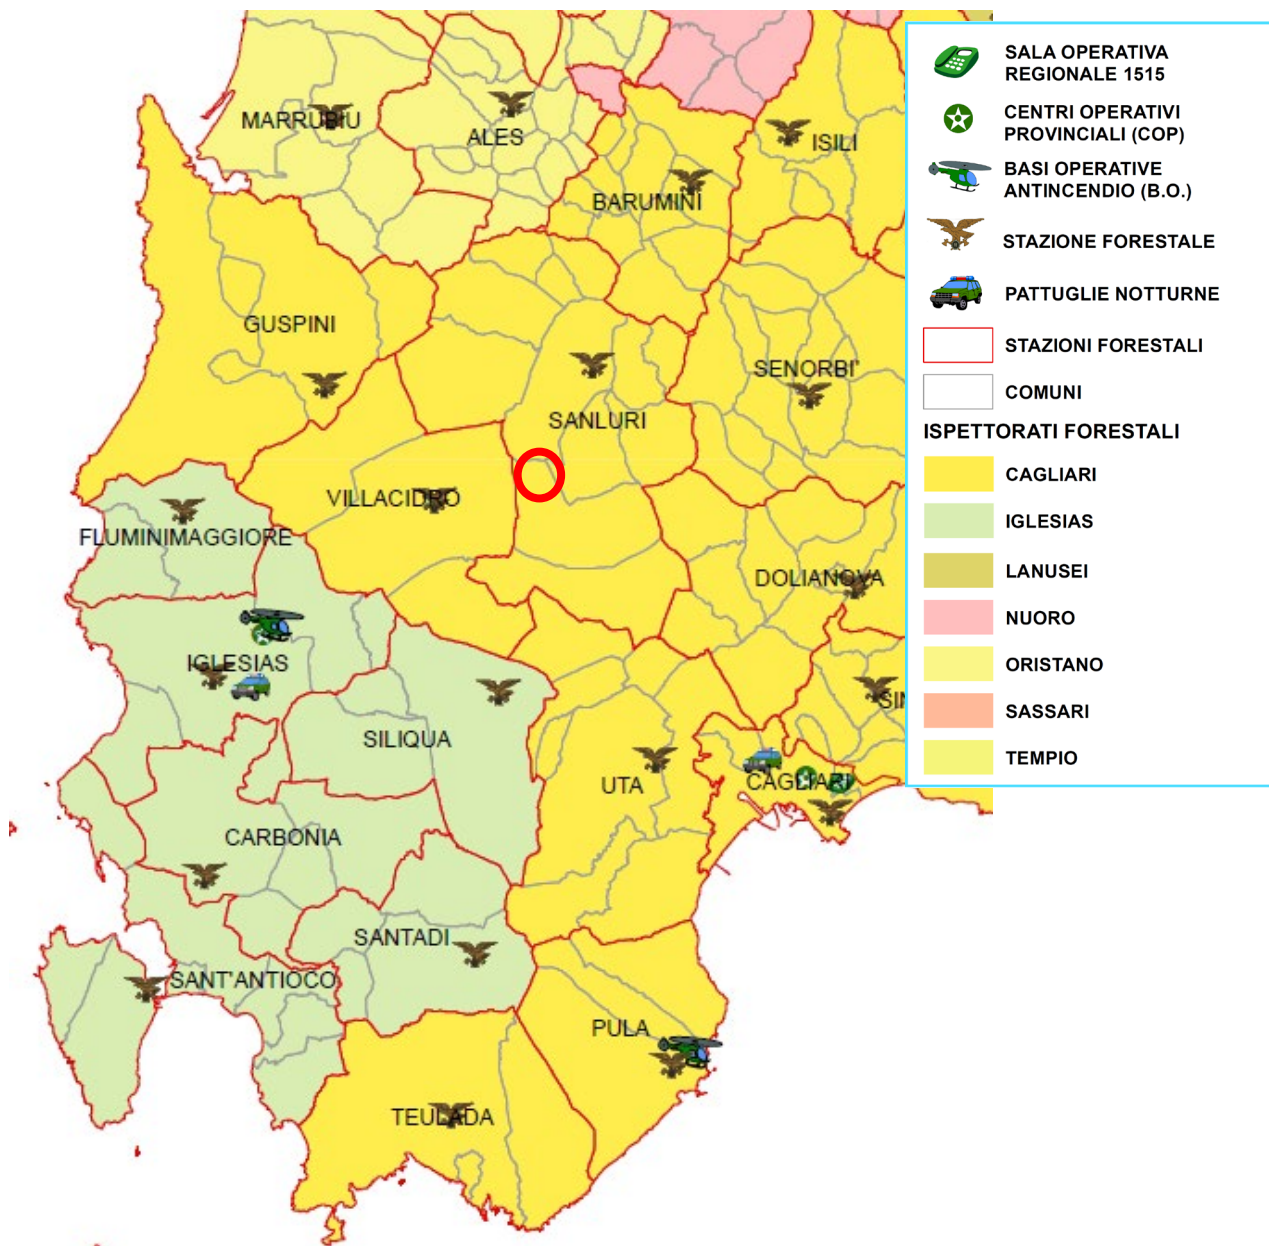 MARRUBIU
ALES
ISILI
BARUMINI
GUSPINI
SENORBI'
SANLURI
VILLACIDRO
FLUMINIMAGGIORE
DOLIANOVA
IGLESIAS
SIN
SILIQUA
UTA
CAGLIARI
CARBONIA
SANTADI
SANT'ANTIOCO
PULA
TEULADA
SALA OPERATIVA
REGIONALE 1515
CENTRI OPERATIVI
PROVINCIALI (COP)
BASI OPERATIVE
ANTINCENDIO (B.O.)
STAZIONE FORESTALE
PATTUGLIE NOTTURNE
STAZIONI FORESTALI
COMUNI
ISPETTORATI FORESTALI
CAGLIARI
IGLESIAS
LANUSEI
NUORO
ORISTANO
SASSARI
TEMPIO